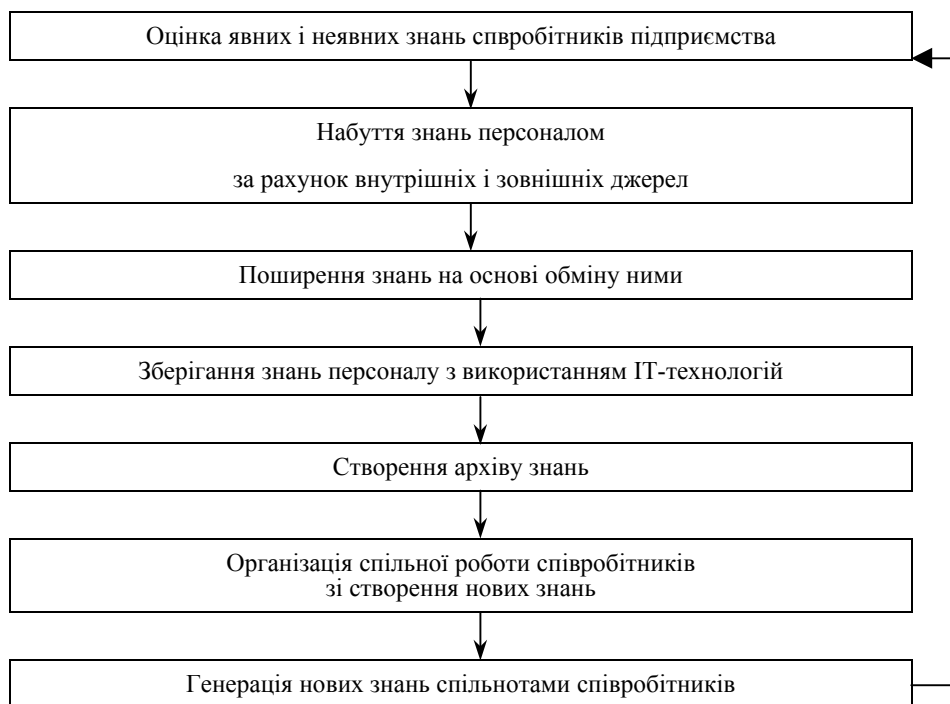 Оцінка явних і неявних знань спвробітників підприємства
Набуття знань персоналом
за рахунок внутрішніх і зовнішніх джерел
Поширення знань на основі обміну ними
Зберігання знань персоналу з використанням ІТ-технологій
Створення архіву знань
Організація спільної роботи співробітників
зі створення нових знань
Генерація нових знань спільнотами співробітників